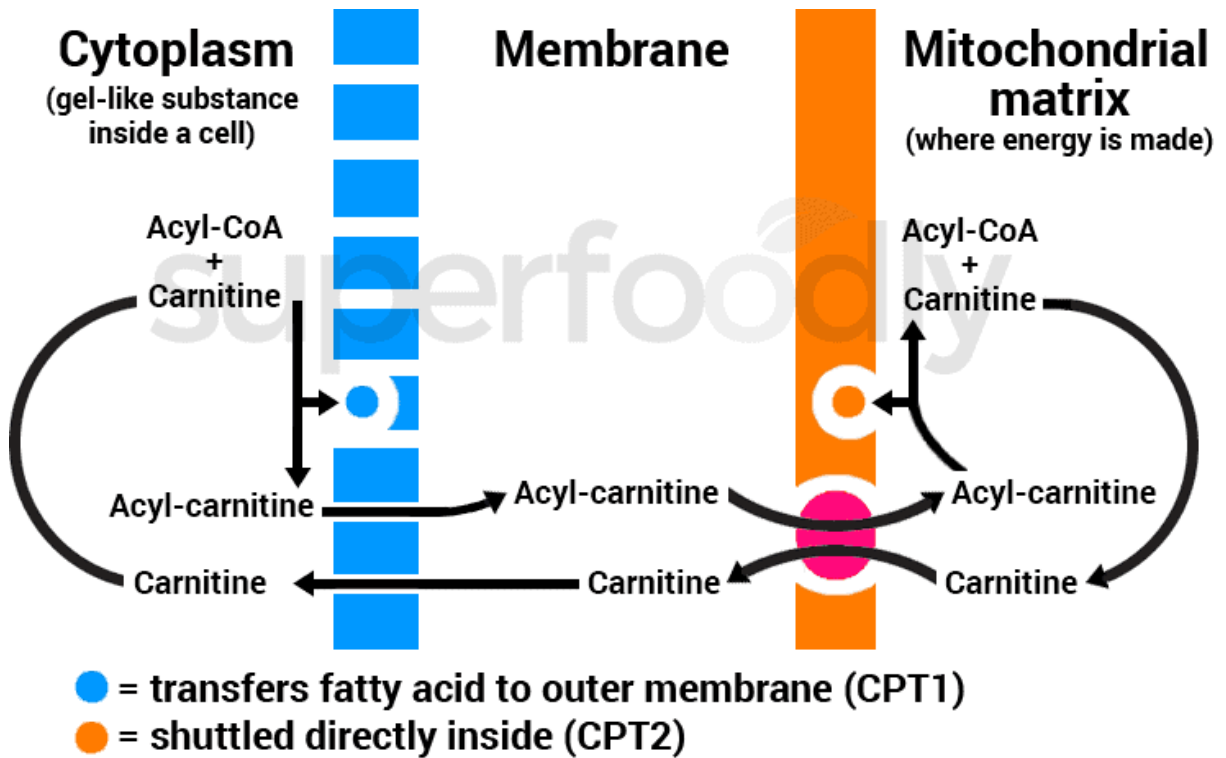 Cytoplasm
(gel-like substance
inside a cell)
Membrane
Mitochondrial
matrix
(where energy is made)
superfoodly
Acyl-CoA
+
Carnitine
Acyl-CoA
+
Carnitine
Acyl-carnitine
Acyl-carnitine
Acyl-carnitine
Carnitine
Carnitine
Carnitine
= transfers fatty acid to outer membrane (CPT1)
= shuttled directly inside (CPT2)